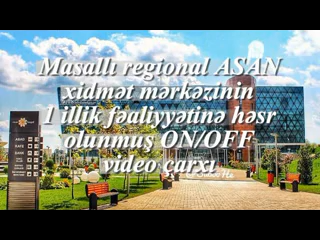 Masallı regional ASAN
xidmət mərkəzinin
1 illik fəaliyyətinə həsr
olunmuş ON/OFF
video çarxı